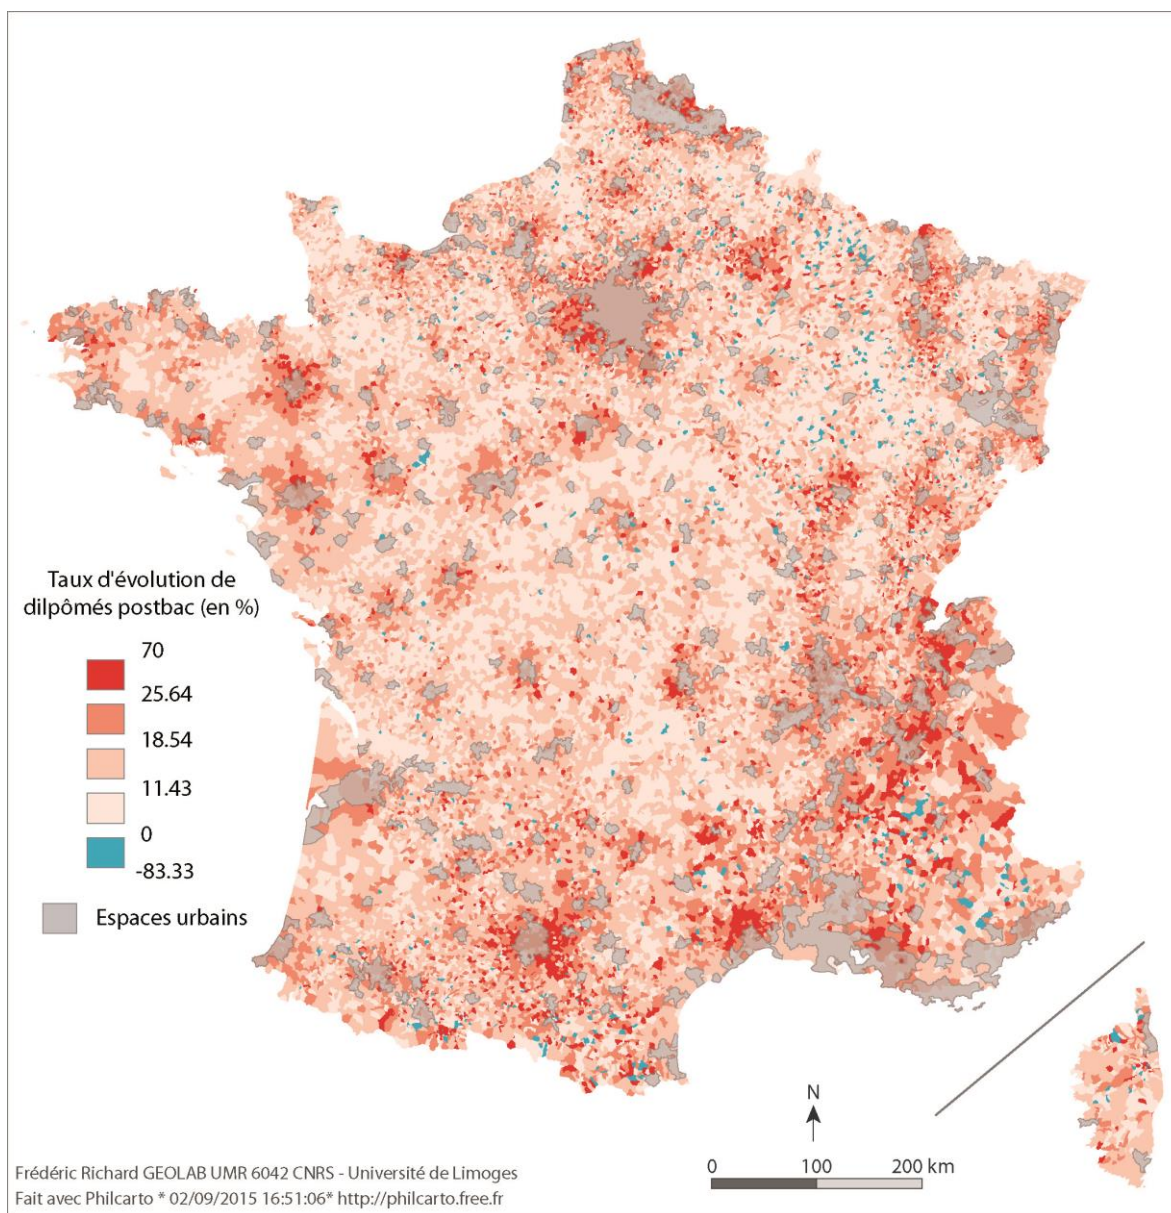 Taux d'évolution de
dilpômés postbac (en %)
70
25.64
18.54
11.43
0
-83.33
Espaces urbains
N
0 100 200 km
Frédéric Richard GEOLAB UMR 6042 CNRS - Université de Limoges
Fait avec Philcarto * 02/09/2015 16:51:06* http://philcarto.free.fr